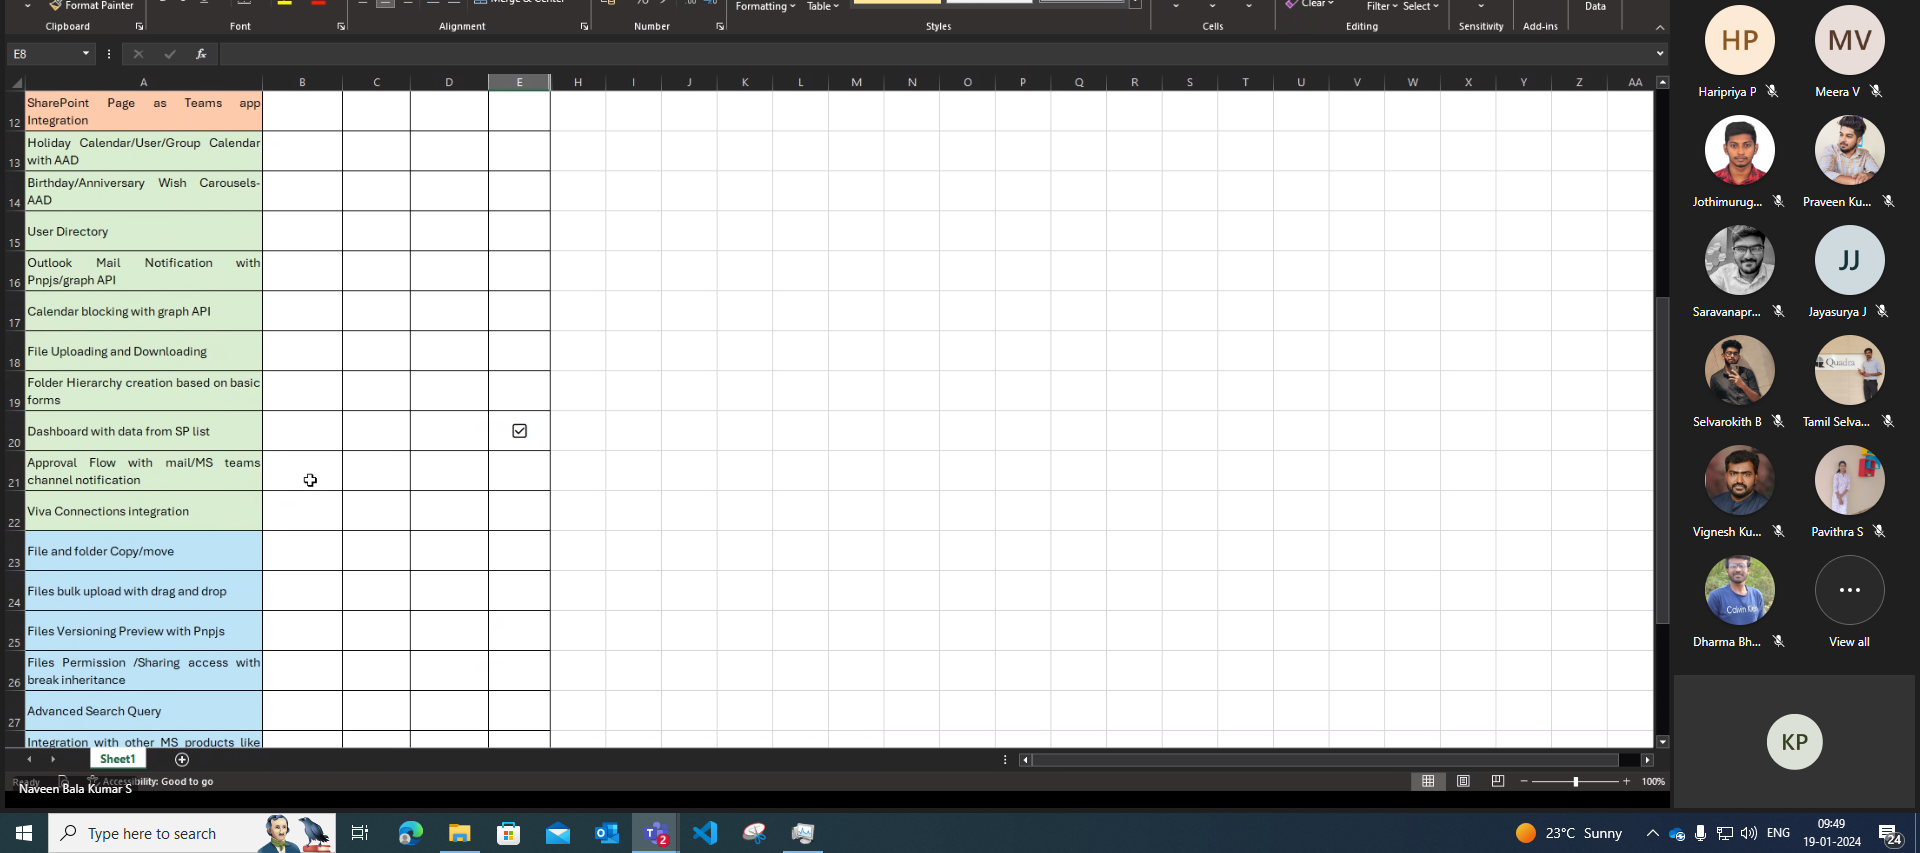 Format Painter
Merge & Center
Formatting
Table
Clear
Filter
Select
Data
Clipboard
Font
Alignment
Number
Styles
Cells
Editing
Sensitivity
Add-ins
E8
fx
A B C D E H I J K L M N O P Q R S T U V W X Y Z AA
12
SharePoint Page as Teams app
Integration
13
Holiday Calendar/User/Group Calendar
with AAD
14
Birthday/Anniversary Wish Carousels-
AAD
15
User Directory
16
Outlook Mail Notification with
Pnpjs/graph API
17
Calendar blocking with graph API
18
File Uploading and Downloading
19
Folder Hierarchy creation based on basic
forms
20
Dashboard with data from SP list
21
Approval Flow with mail/MS teams
channel notification
22
Viva Connections integration
23
File and folder Copy/move
24
Files bulk upload with drag and drop
25
Files Versioning Preview with Pnpjs
26
Files Permission /Sharing access with
break inheritance
27
Advanced Search Query
Integration with other MS products like
Sheet1
Ready
Accessibility: Good to go
100%
Naveen Bala Kumar S
HP
Haripriya P
MV
Meera V
Jothimurug...
Praveen Ku...
Saravanapr...
JJ
Jayasurya J
Selvarokith B
Quadra
Tamil Selva...
Vignesh Ku...
Pavithra S
Dharma Bh...
View all
KP
Type here to search
2
23°C Sunny
ENG
09:49
19-01-2024
24